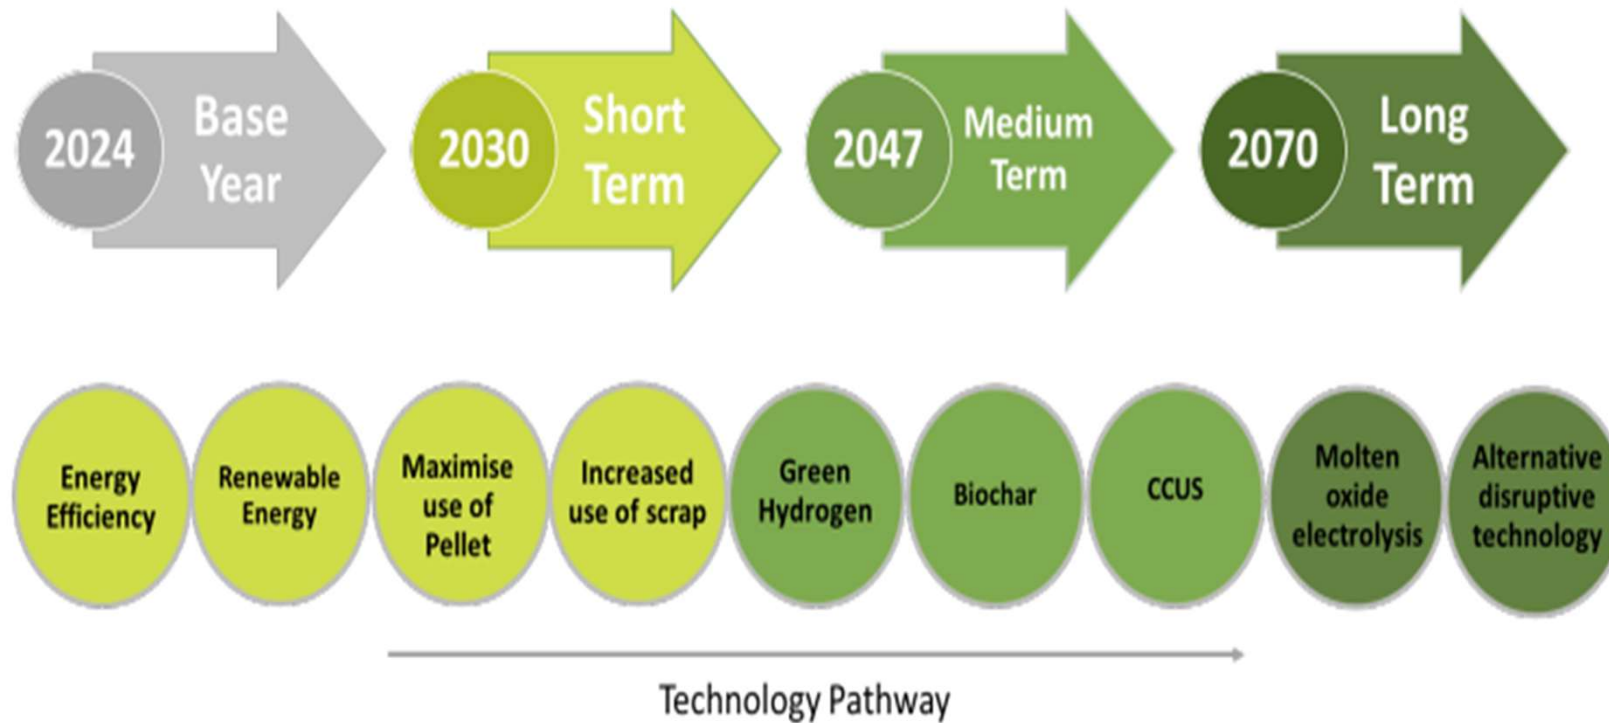 2024
Base
Year
2030
Short
Term
2047
Medium
Term
2070
Long
Term
Energy
Efficiency
Renewable
Energy
Maximise
use of
Pellet
Increased
use of scrap
Green
Hydrogen
Biochar
CCUS
Molten
oxide
electrolysis
Alternative
disruptive
technology
Technology Pathway